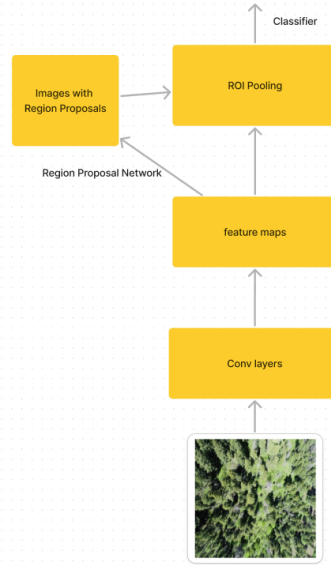 Classifier
ROI Pooling
Images with
Region Proposals
Region Proposal Network
feature maps
Conv layers